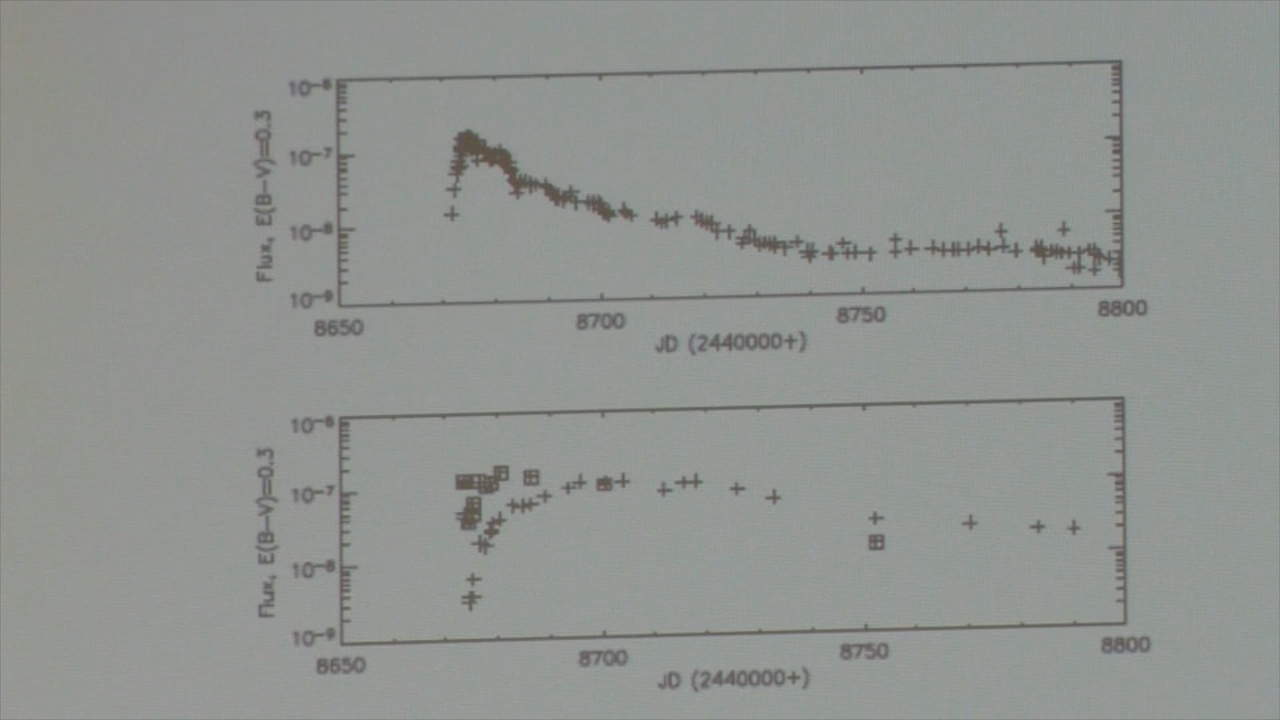 10⁻⁶
10⁻⁷
10⁻⁸
10⁻⁹
Flux, E(B−V)=0.3
8650 8700 8750 8800
JD (2440000+)
10⁻⁶
10⁻⁷
10⁻⁸
10⁻⁹
Flux, E(B−V)=0.3
8650 8700 8750 8800
JD (2440000+)